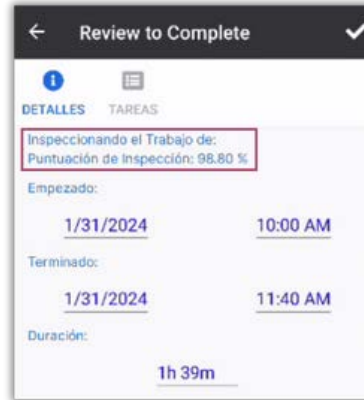 Review to Complete
DETALLES TAREAS
Inspeccionando el Trabajo de:
Puntuación de Inspección: 98.80 %
Empezado:
1/31/2024 10:00 AM
Terminado:
1/31/2024 11:40 AM
Duración:
1h 39m